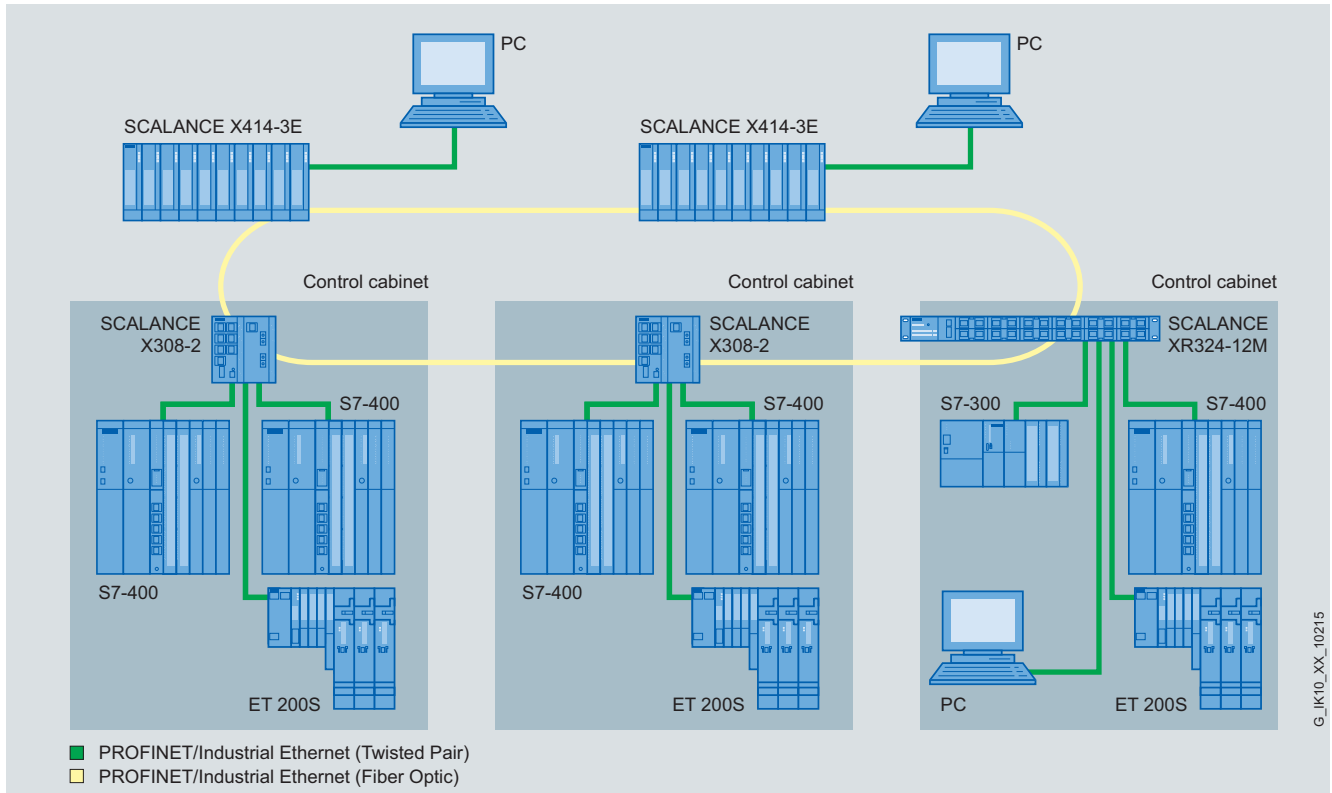 PC
PC
SCALANCE X414-3E
SCALANCE X414-3E
Control cabinet
Control cabinet
Control cabinet
SCALANCE
X308-2
SCALANCE
X308-2
SCALANCE
XR324-12M
S7-400
S7-400
S7-300
S7-400
S7-400
S7-400
ET 200S
ET 200S
PC
ET 200S
G_IK10_XX_10215
PROFINET/Industrial Ethernet (Twisted Pair)
PROFINET/Industrial Ethernet (Fiber Optic)